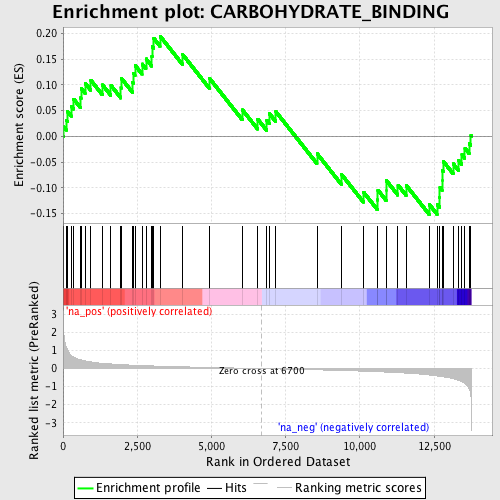 Enrichment plot: CARBOHYDRATE_BINDING
Enrichment score (ES)
0.20
0.15
0.10
0.05
0.00
-0.05
-0.10
-0.15
'na_pos' (positively correlated)
Ranked list metric (PreRanked)
3
2
1
0
-1
-2
-3
Zero cross at 6700
'na_neg' (negatively correlated)
0
2,500
5,000
7,500
10,000
12,500
Rank in Ordered Dataset
Enrichment profile
Hits
Ranking metric scores